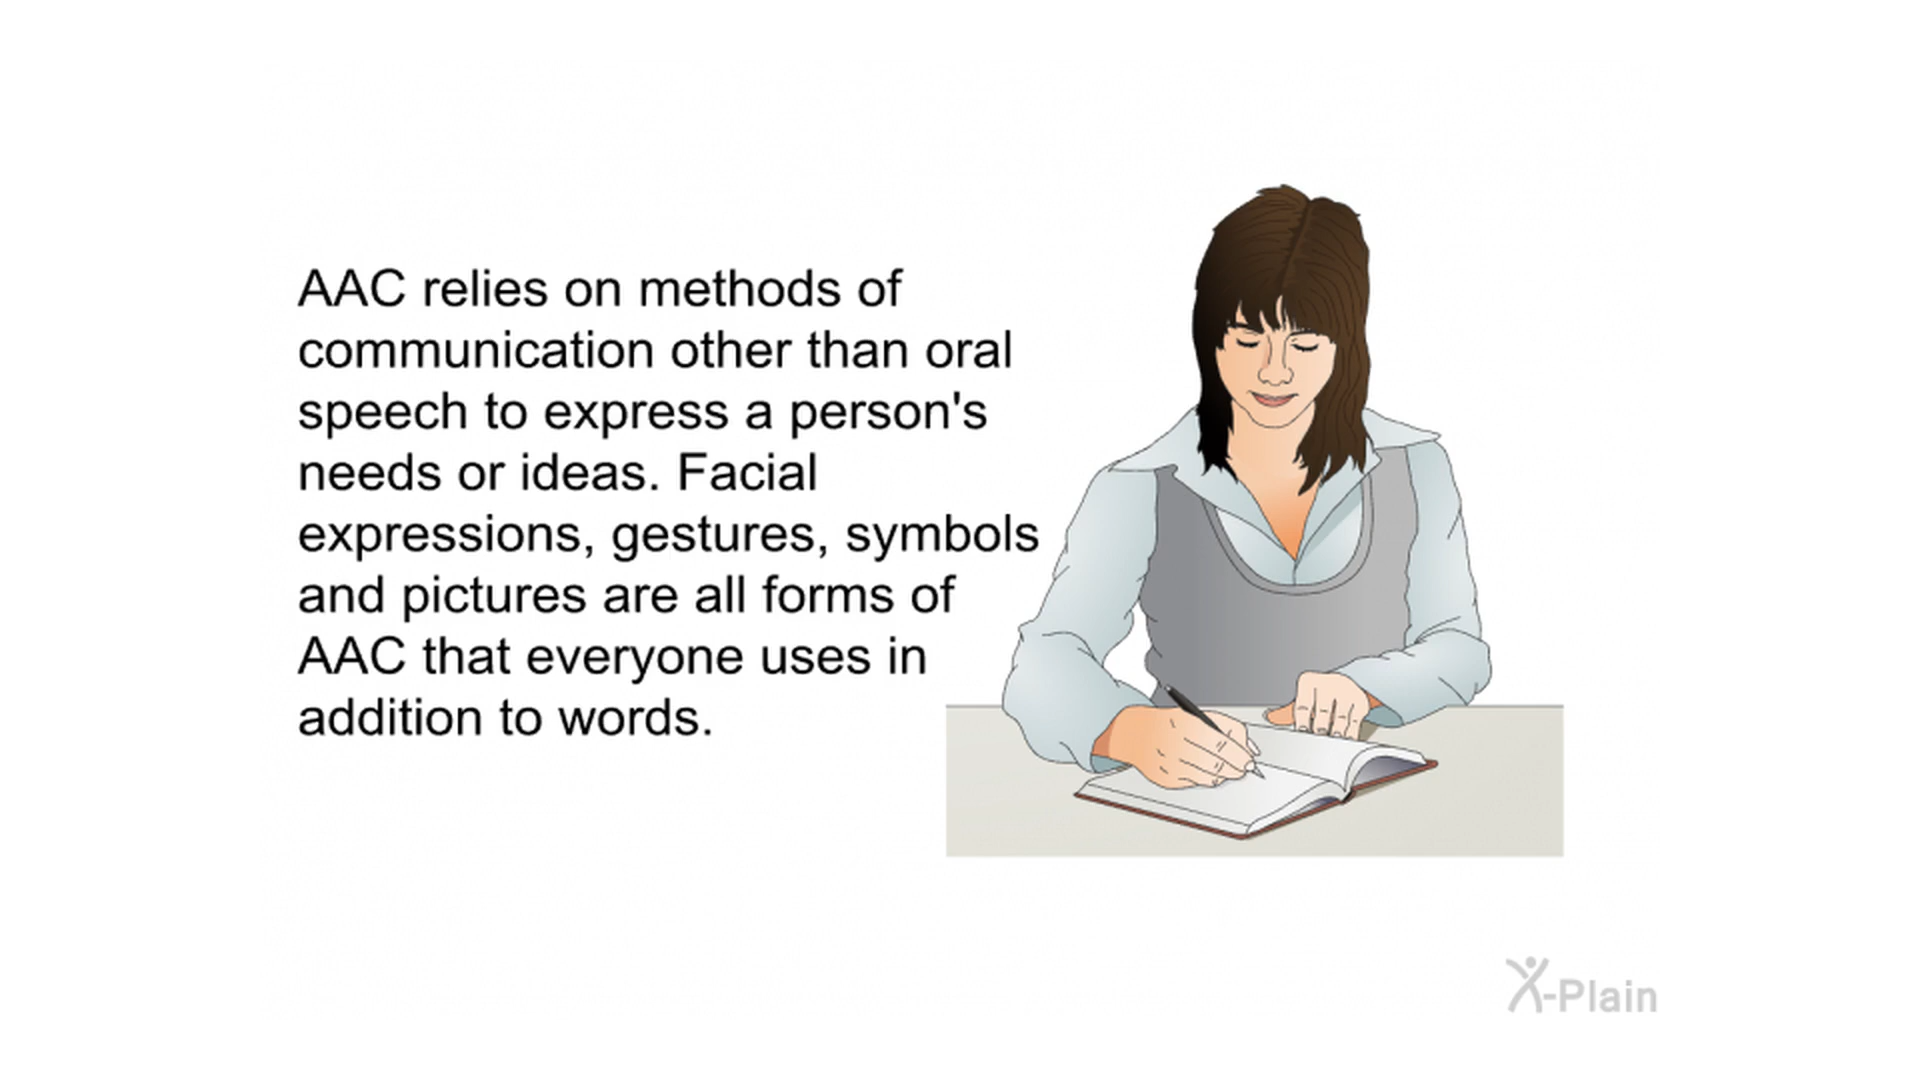 AAC relies on methods of
communication other than oral
speech to express a person's
needs or ideas. Facial
expressions, gestures, symbols
and pictures are all forms of
AAC that everyone uses in
addition to words.
X-Plain